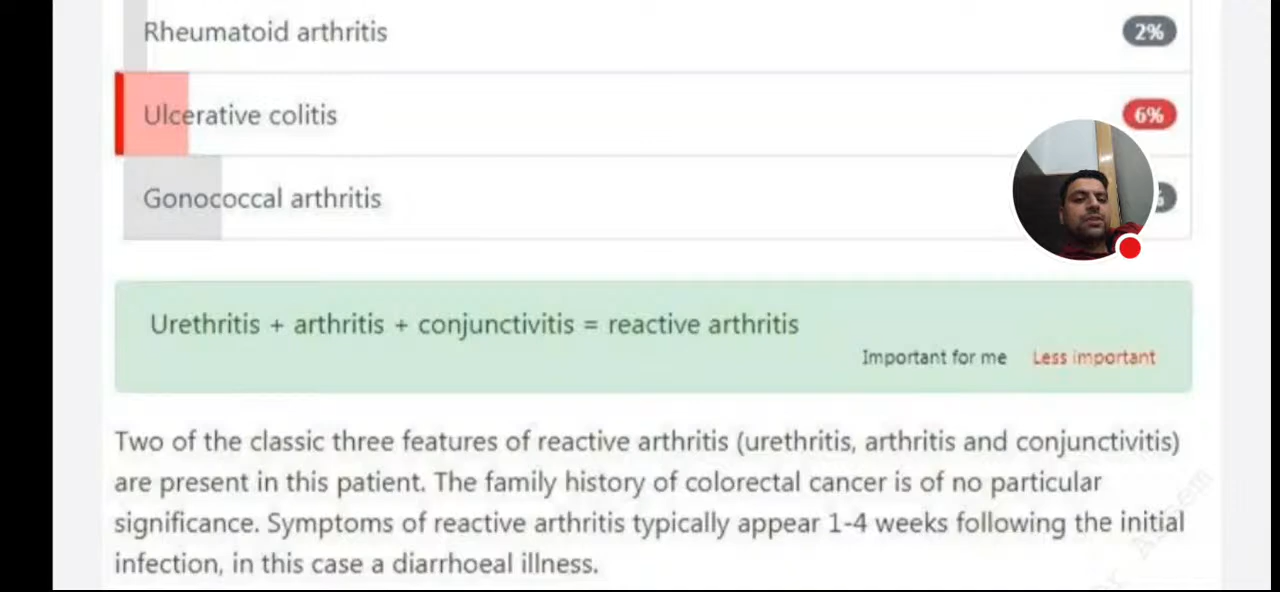 Rheumatoid arthritis 2%
Ulcerative colitis 6%
Gonococcal arthritis
Urethritis + arthritis + conjunctivitis = reactive arthritis
Important for me Less important
Two of the classic three features of reactive arthritis (urethritis, arthritis and conjunctivitis)
are present in this patient. The family history of colorectal cancer is of no particular
significance. Symptoms of reactive arthritis typically appear 1-4 weeks following the initial
infection, in this case a diarrhoeal illness.